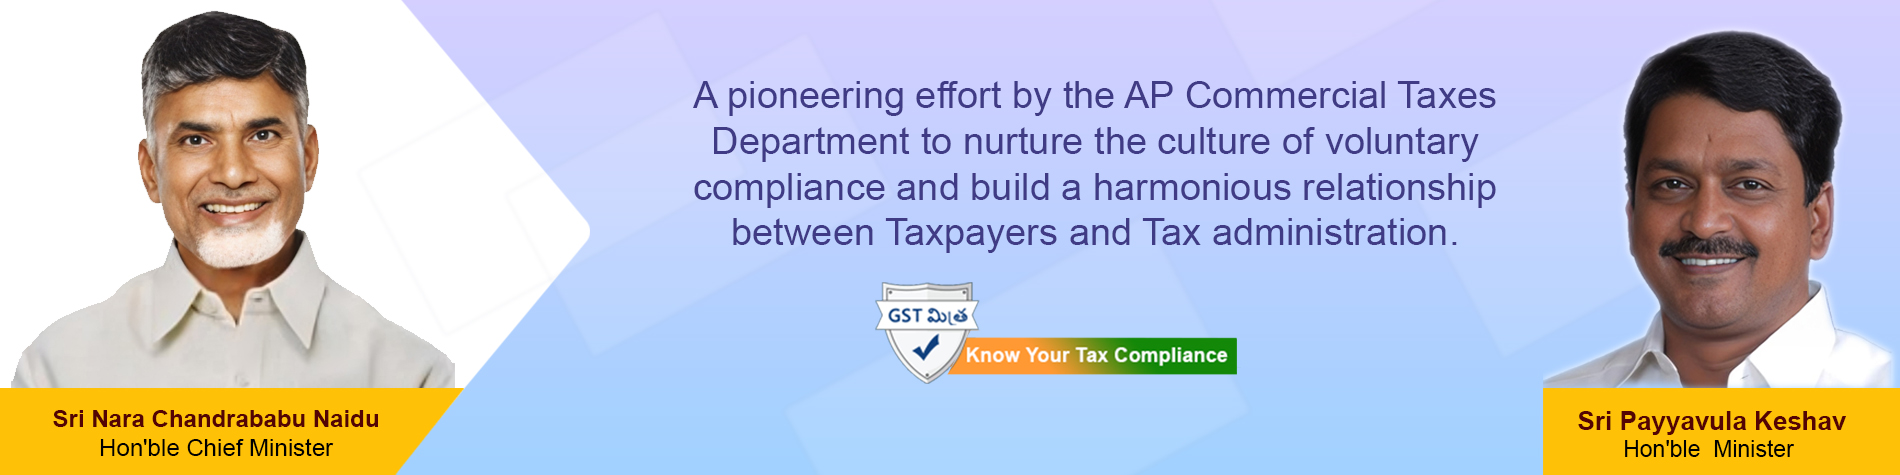 A pioneering effort by the AP Commercial Taxes
Department to nurture the culture of voluntary
compliance and build a harmonious relationship
between Taxpayers and Tax administration.
GST మిత్ర
Know Your Tax Compliance
Sri Nara Chandrababu Naidu
Hon'ble Chief Minister
Sri Payyavula Keshav
Hon'ble  Minister